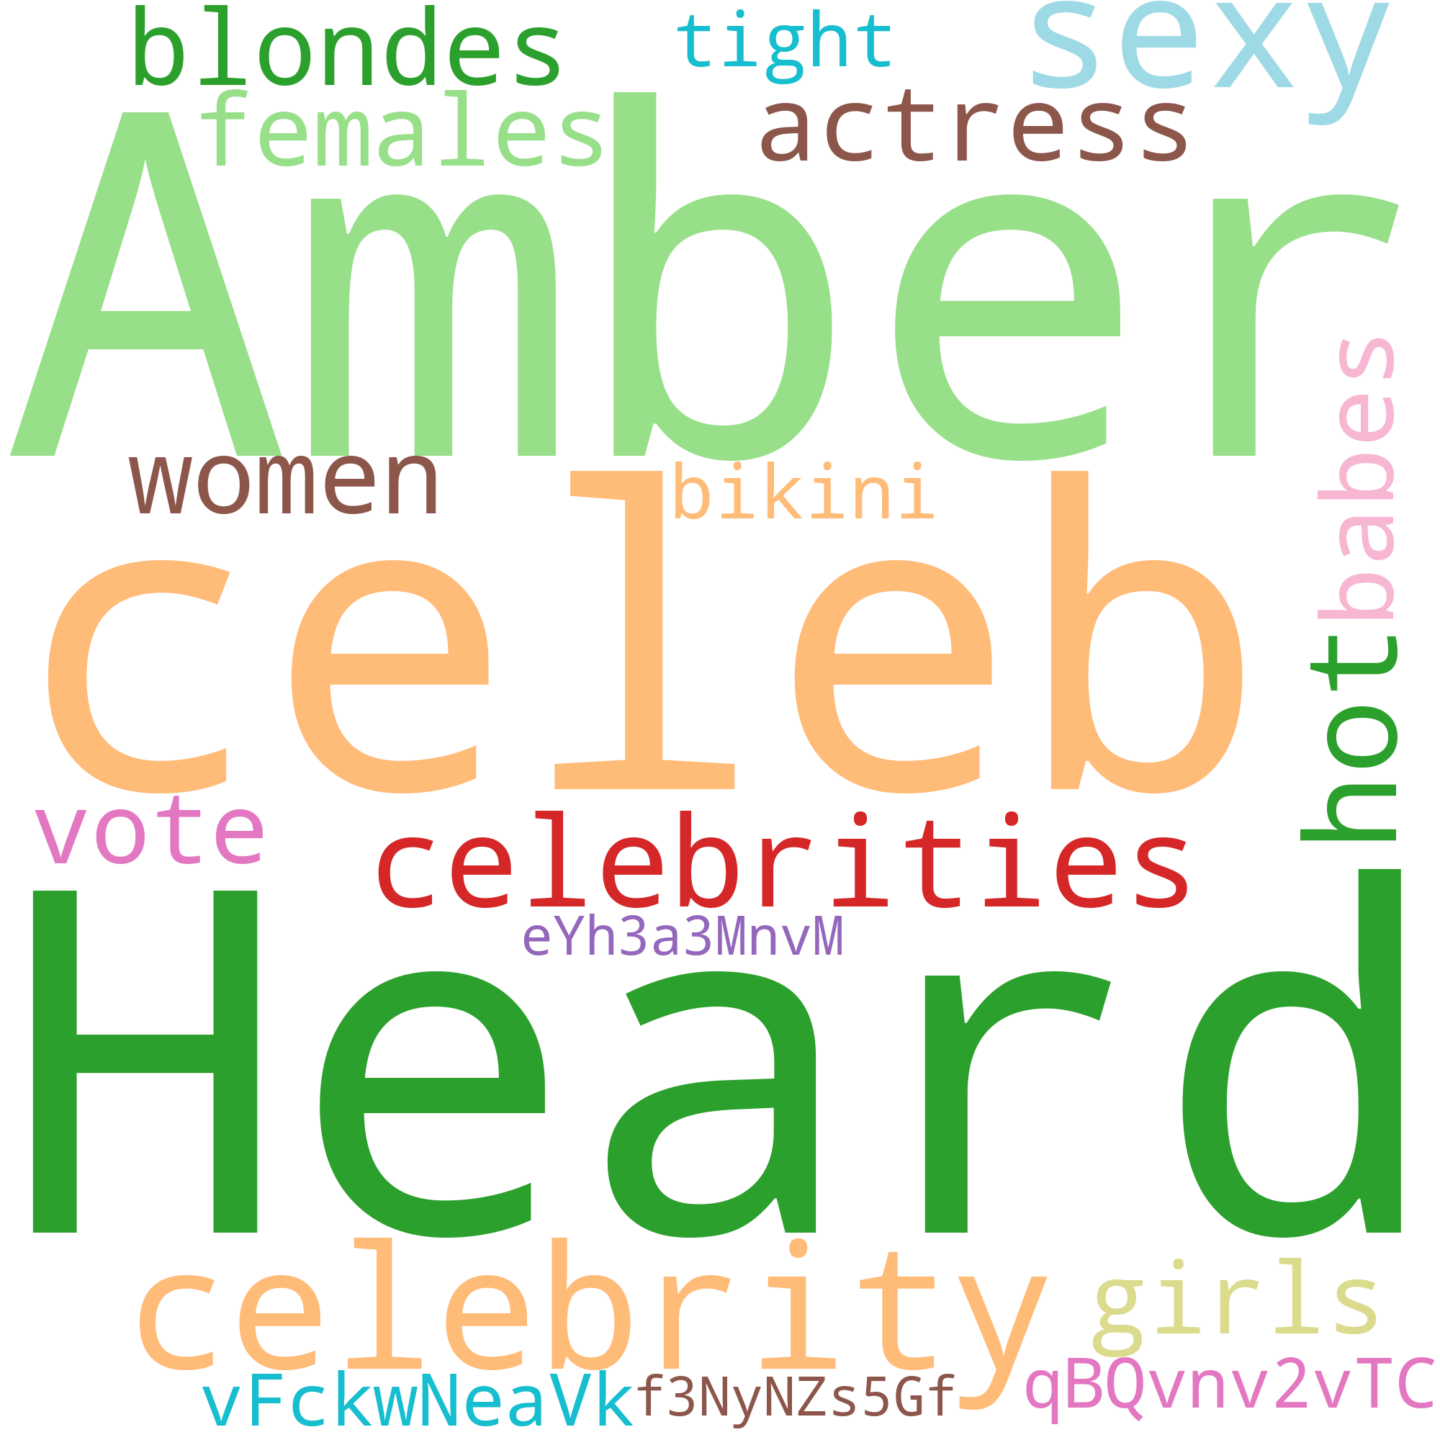 blondes
tight
sexy
females
actress
Amber
babes
women
bikini
celeb
hot
vote
celebrities
eYh3a3MnvM
Heard
celebrity
girls
vFckwNeaVk
f3NyNZs5Gf
qBQvnv2vTC